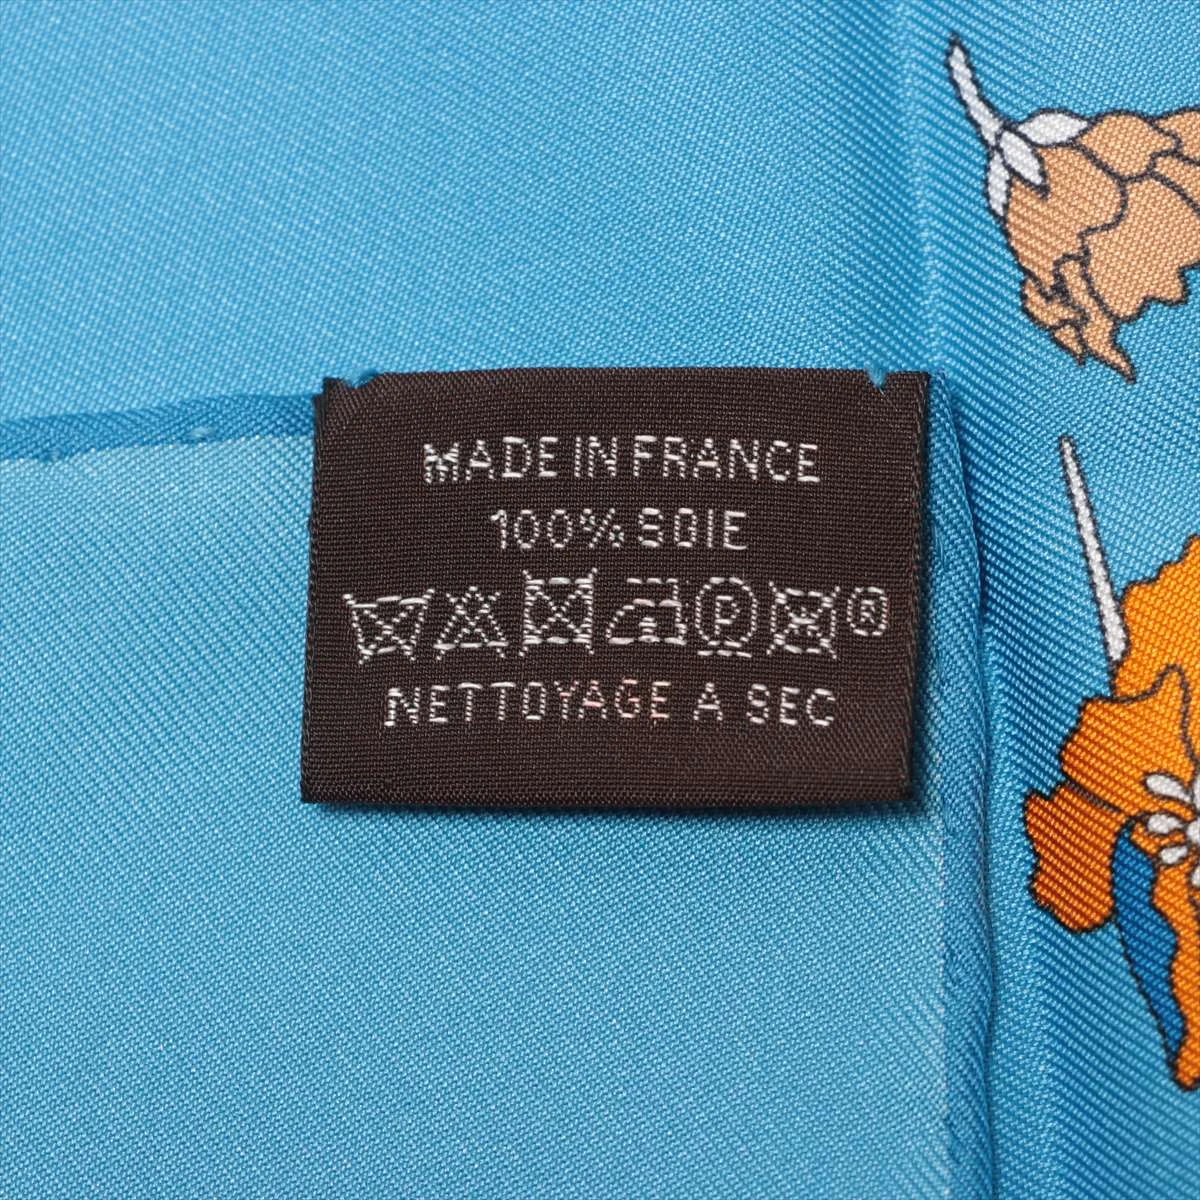 MADE IN FRANCE
100% SOIE
P ®
NETTOYAGE A SEC